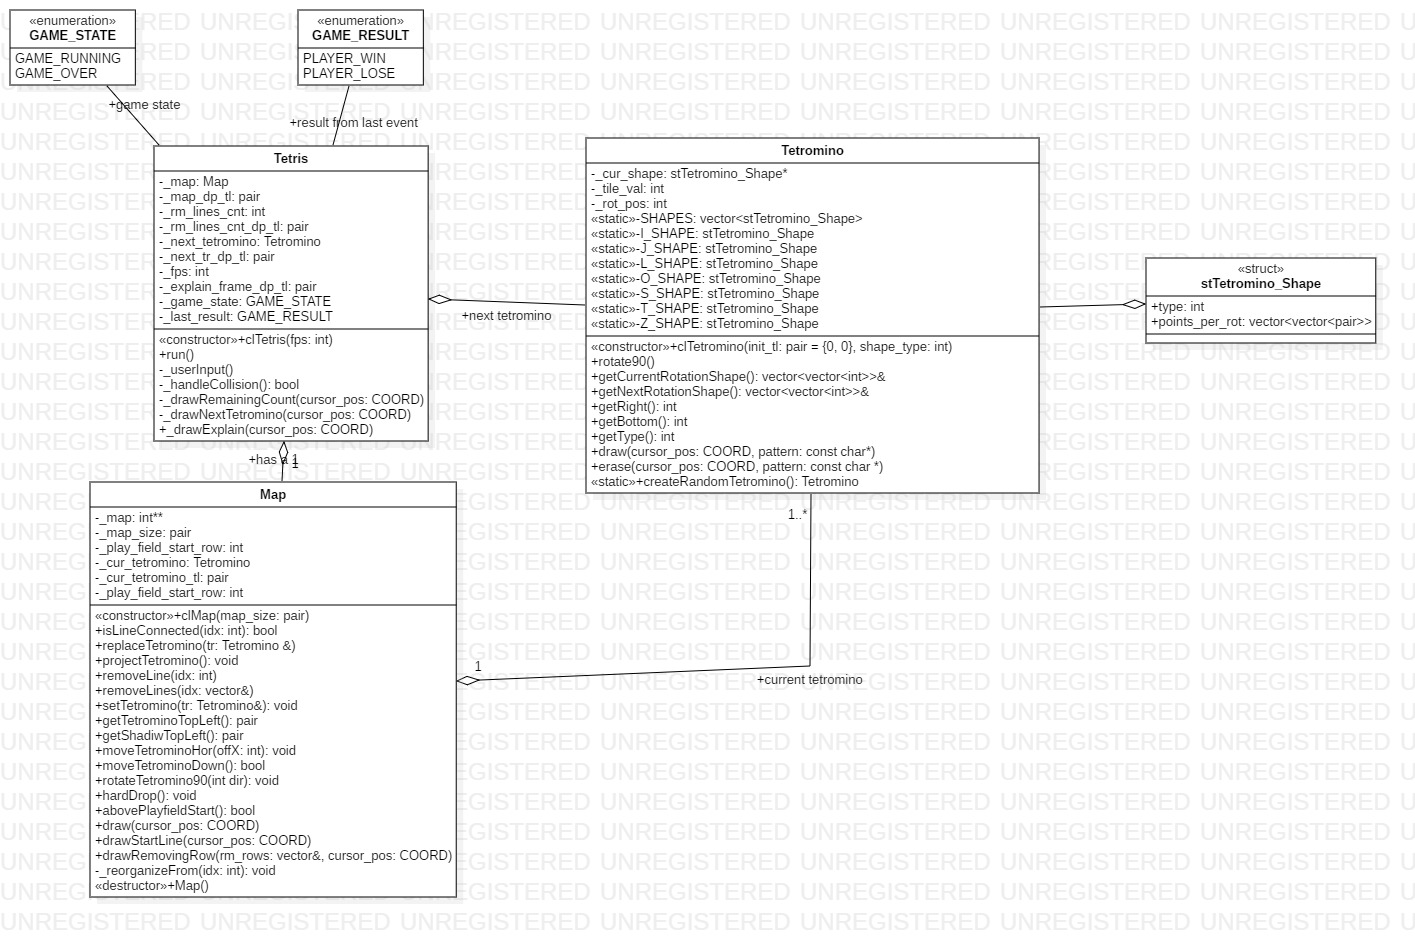 «enumeration»
GAME_STATE
GAME_RUNNING
GAME_OVER
«enumeration»
GAME_RESULT
PLAYER_WIN
PLAYER_LOSE
+game state
+result from last event
Tetris
-_map: Map
-_map_dp_tl: pair
-_rm_lines_cnt: int
-_rm_lines_cnt_dp_tl: pair
-_next_tetromino: Tetromino
-_next_tr_dp_tl: pair
-_fps: int
-_explain_frame_dp_tl: pair
-_game_state: GAME_STATE
-_last_result: GAME_RESULT
«constructor»+clTetris(fps: int)
+run()
-_userInput()
-_handleCollision(): bool
-_drawRemainingCount(cursor_pos: COORD)
-_drawNextTetromino(cursor_pos: COORD)
+_drawExplain(cursor_pos: COORD)
+next tetromino
Tetromino
-_cur_shape: stTetromino_Shape*
-_tile_val: int
-_rot_pos: int
«static»-SHAPES: vector<stTetromino_Shape>
«static»-I_SHAPE: stTetromino_Shape
«static»-J_SHAPE: stTetromino_Shape
«static»-L_SHAPE: stTetromino_Shape
«static»-O_SHAPE: stTetromino_Shape
«static»-S_SHAPE: stTetromino_Shape
«static»-T_SHAPE: stTetromino_Shape
«static»-Z_SHAPE: stTetromino_Shape
«constructor»+clTetromino(init_tl: pair = {0, 0}, shape_type: int)
+rotate90()
+getCurrentRotationShape(): vector<vector<int>>&
+getNextRotationShape(): vector<vector<int>>&
+getRight(): int
+getBottom(): int
+getType(): int
+draw(cursor_pos: COORD, pattern: const char*)
+erase(cursor_pos: COORD, pattern: const char *)
«static»+createRandomTetromino(): Tetromino
«struct»
stTetromino_Shape
+type: int
+points_per_rot: vector<vector<pair>>
+has a 1
1..*
Map
-_map: int**
-_map_size: pair
-_play_field_start_row: int
-_cur_tetromino: Tetromino
-_cur_tetromino_tl: pair
-_play_field_start_row: int
«constructor»+clMap(map_size: pair)
+isLineConnected(idx: int): bool
+replaceTetromino(tr: Tetromino &)
+projectTetromino(): void
+removeLine(idx: int)
+removeLines(idx: vector&)
+setTetromino(tr: Tetromino&): void
+getTetrominoTopLeft(): pair
+getShadiwTopLeft(): pair
+moveTetrominoHor(offX: int): void
+moveTetrominoDown(): bool
+rotateTetromino90(int dir): void
+hardDrop(): void
+abovePlayfieldStart(): bool
+draw(cursor_pos: COORD)
+drawStartLine(cursor_pos: COORD)
+drawRemovingRow(rm_rows: vector&, cursor_pos: COORD)
-_reorganizeFrom(idx: int): void
«destructor»+Map()
1
+current tetromino